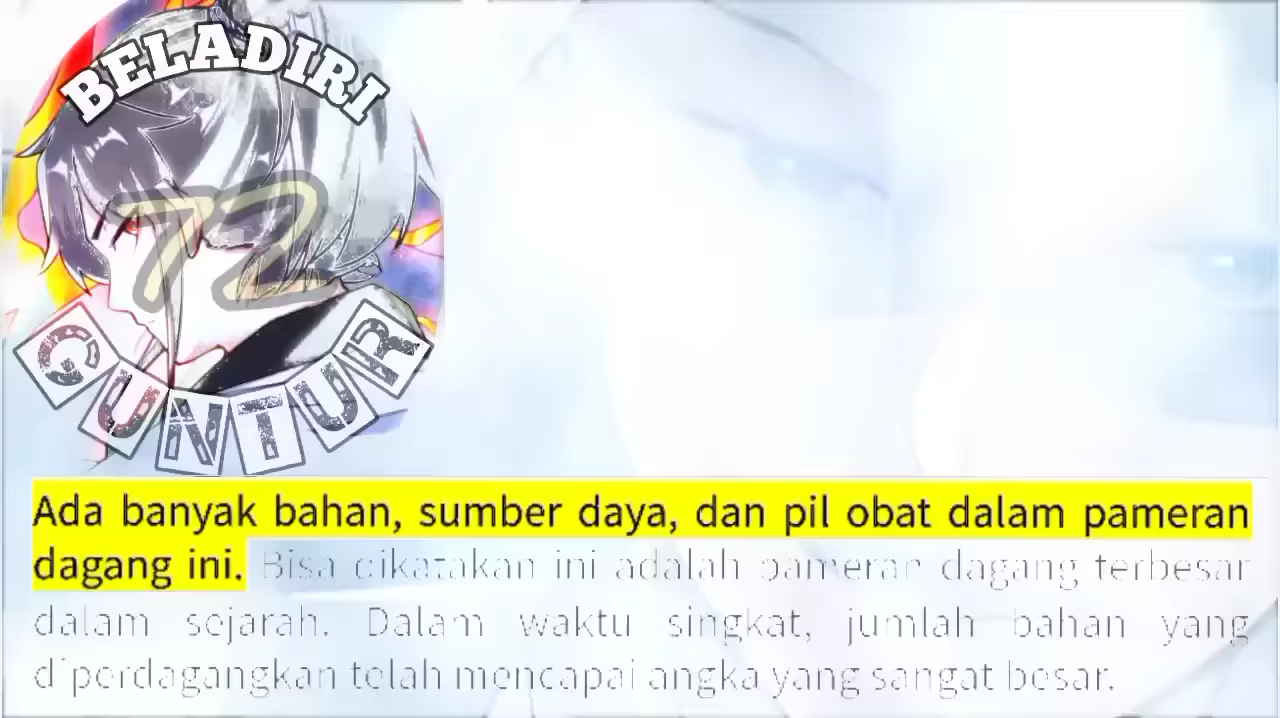 BELADIRI
72
GUNTUR
Ada banyak bahan, sumber daya, dan pil obat dalam pameran
dagang ini. Bisa dikatakan ini adalah pameran dagang terbesar
dalam sejarah. Dalam waktu singkat, jumlah bahan yang
diperdagangkan telah mencapai angka yang sangat besar.